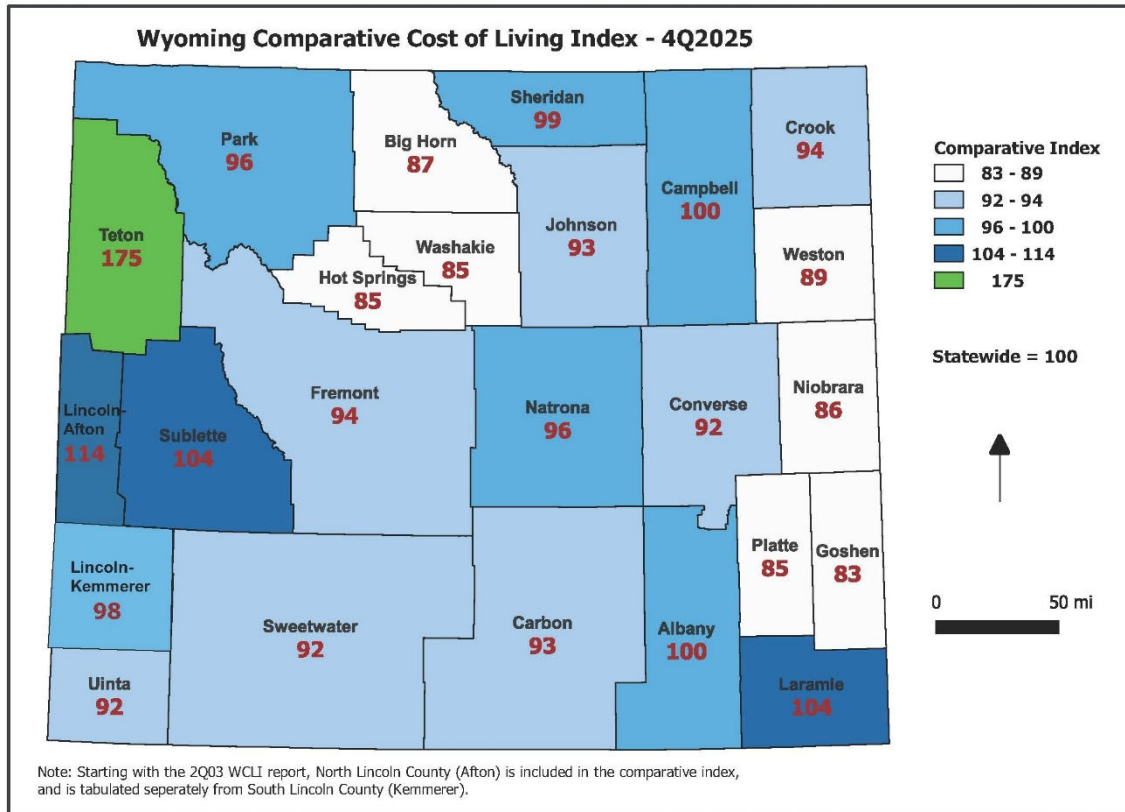 Wyoming Comparative Cost of Living Index - 4Q2025
Sheridan
99
Park
96
Big Horn
87
Crook
94
Campbell
100
Johnson
93
Teton
175
Washakie
85
Weston
89
Hot Springs
85
Fremont
94
Natrona
96
Converse
92
Niobrara
86
Lincoln-
Afton
114
Sublette
104
Platte
85
Goshen
83
Lincoln-
Kemmerer
98
Sweetwater
92
Carbon
93
Albany
100
Uinta
92
Laramie
104
Comparative Index
83 - 89
92 - 94
96 - 100
104 - 114
175
Statewide = 100
0 50 mi
Note: Starting with the 2Q03 WCLI report, North Lincoln County (Afton) is included in the comparative index,
and is tabulated seperately from South Lincoln County (Kemmerer).